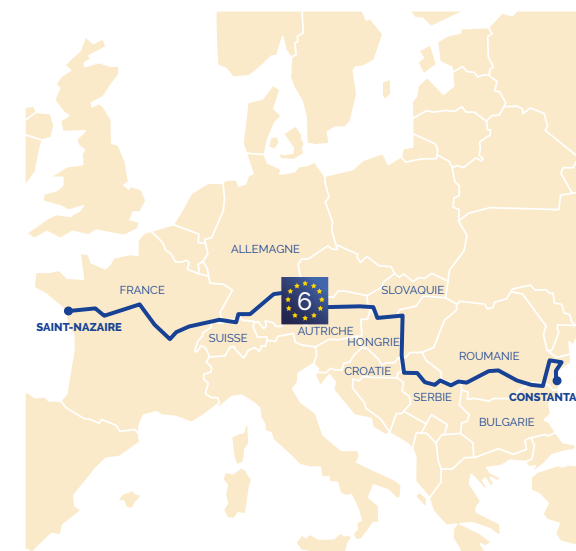 ALLEMAGNE
FRANCE
SLOVAQUIE
6
SAINT-NAZAIRE
AUTRICHE
SUISSE
HONGRIE
ROUMANIE
CROATIE
SERBIE
CONSTANTA
BULGARIE